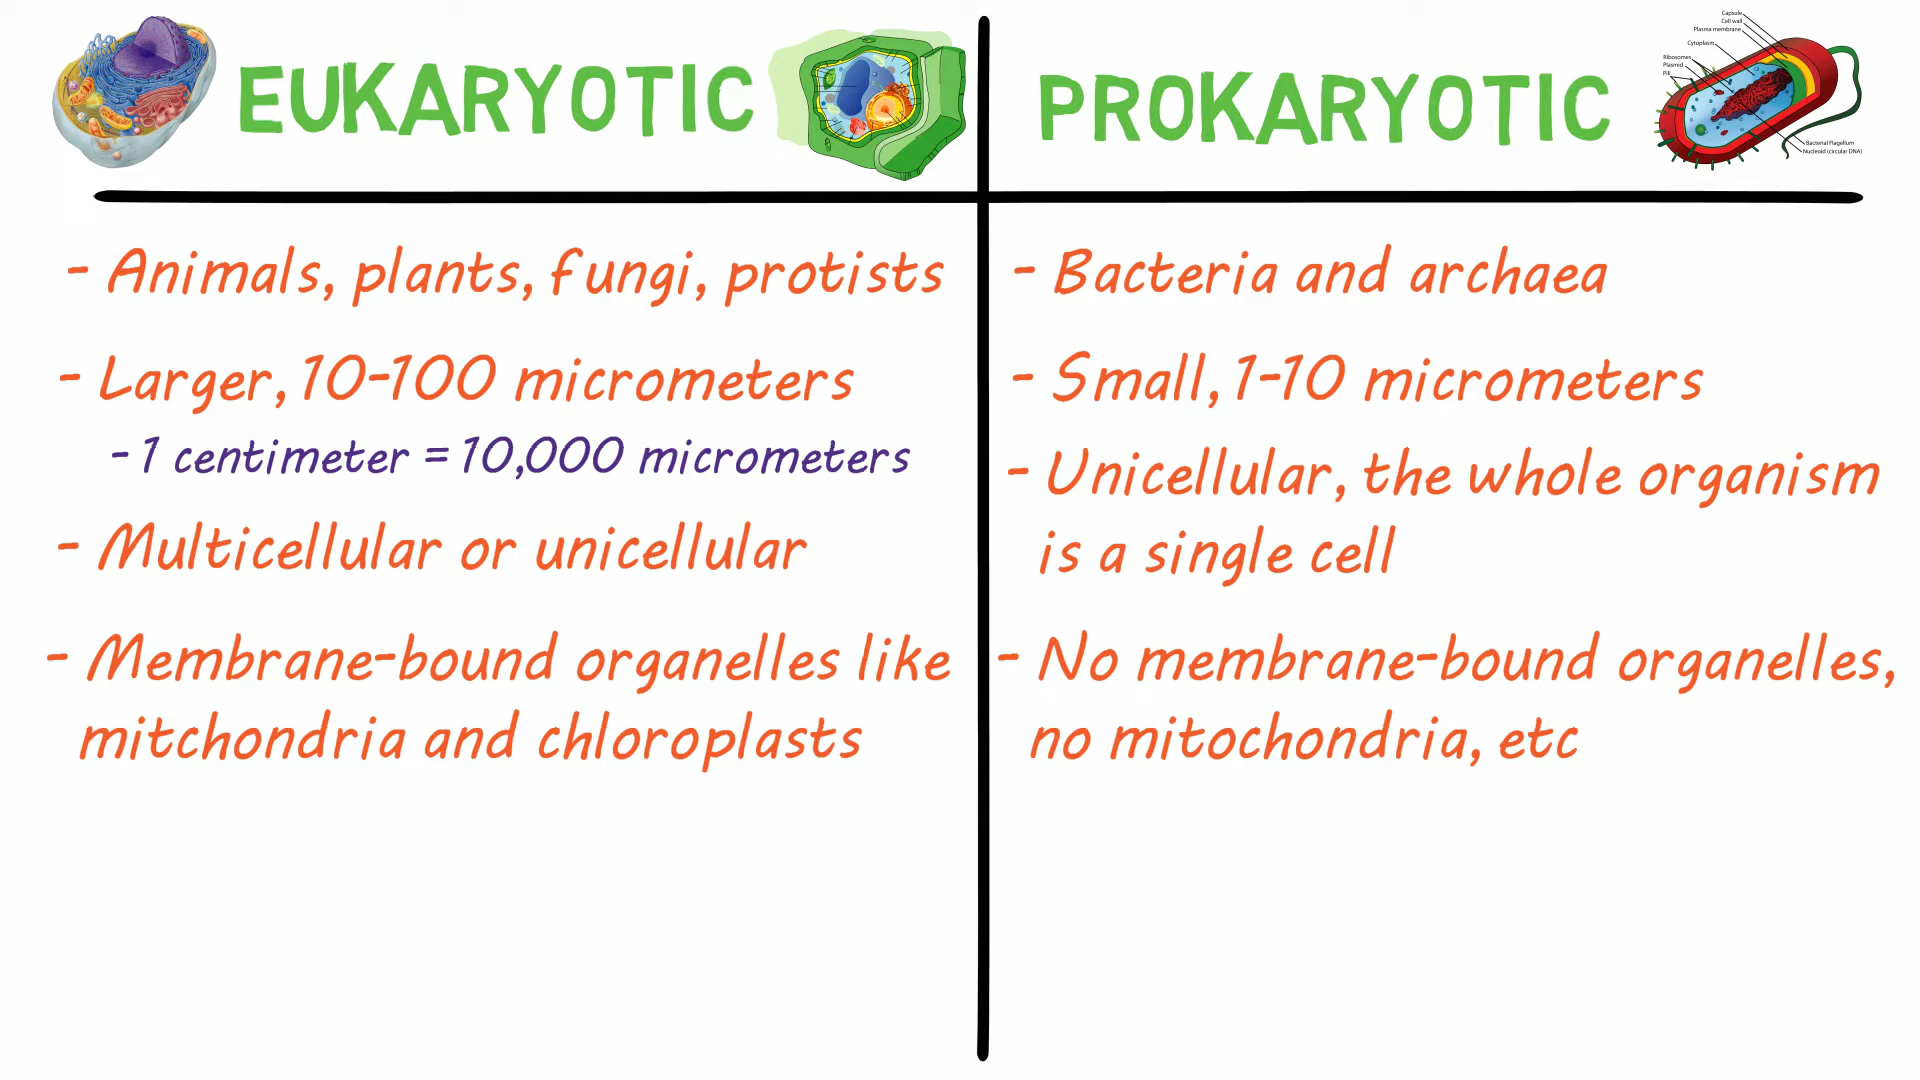 EUKARYOTIC
- Animals, plants, fungi, protists
- Larger, 10-100 micrometers
- 1 centimeter = 10,000 micrometers
- Multicellular or unicellular
- Membrane-bound organelles like
mitchondria and chloroplasts
PROKARYOTIC
Capsule
Cell wall
Plasma membrane
Cytoplasm
Ribosomes
Plasmid
Pili
Bacterial Flagellum
Nucleoid (circular DNA)
- Bacteria and archaea
- Small, 1-10 micrometers
- Unicellular, the whole organism
is a single cell
- No membrane-bound organelles,
no mitochondria, etc